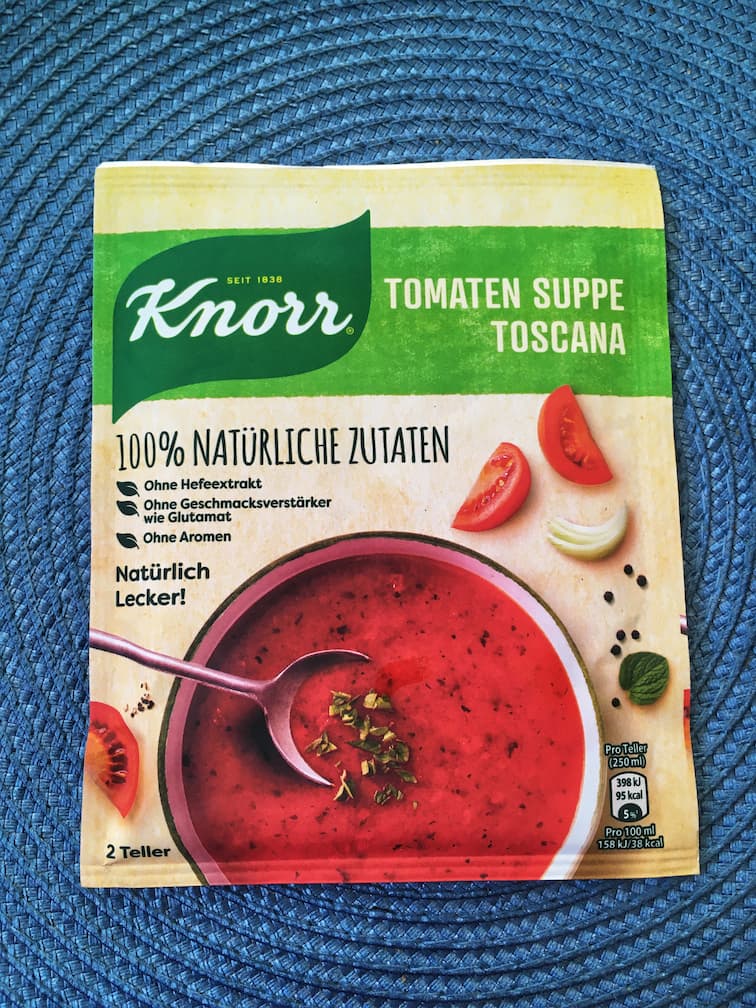 SEIT 1838
Knorr®
TOMATEN SUPPE
TOSCANA
100% NATÜRLICHE ZUTATEN
Ohne Hefeextrakt
Ohne Geschmacksverstärker
wie Glutamat
Ohne Aromen
Natürlich
Lecker!
Pro Teller
(250 ml)
398 kJ
95 kcal
5%¹
Pro 100 ml
158 kJ/38 kcal
2 Teller